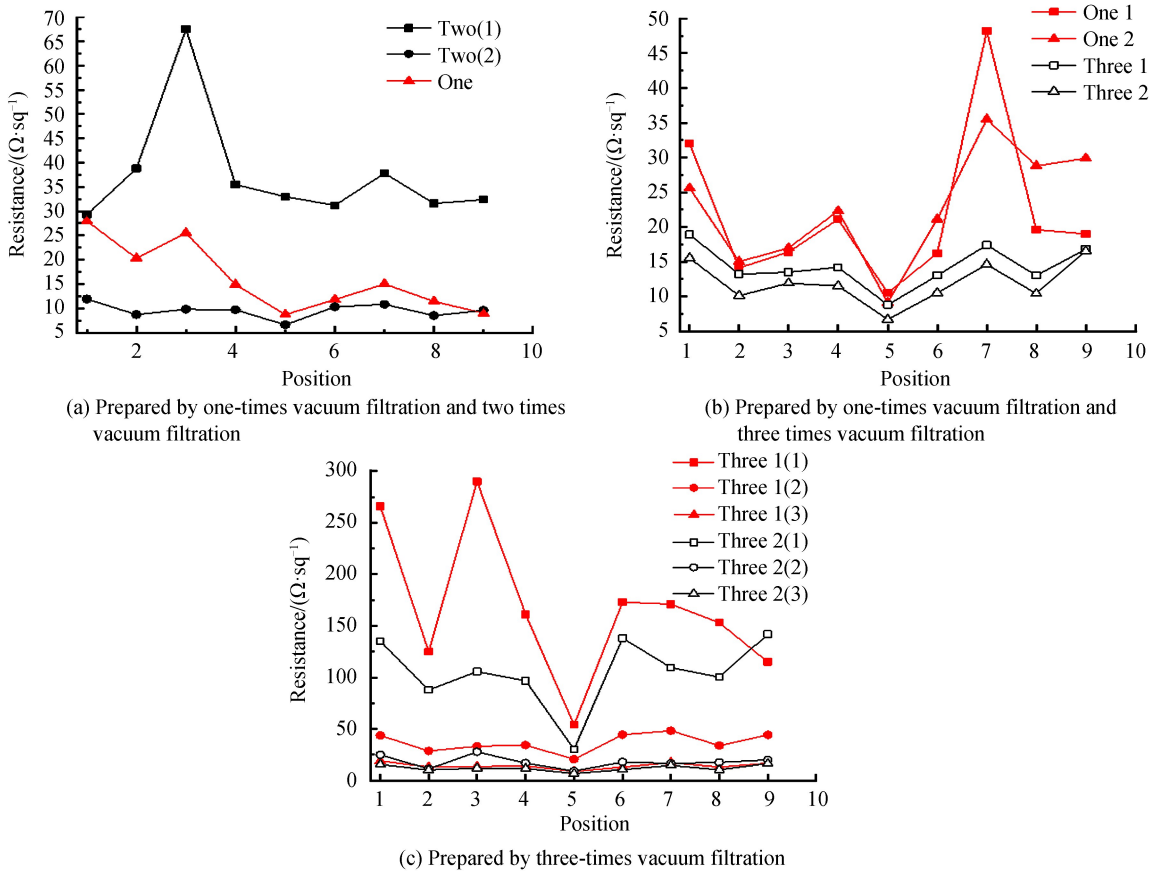 70
65
60
55
50
45
40
35
30
25
20
15
10
5
Resistance/(Ω·sq⁻¹)
Two(1)
Two(2)
One
2
4
6
8
10
Position
(a) Prepared by one-times vacuum filtration and two times
vacuum filtration
50
45
40
35
30
25
20
15
10
5
Resistance/(Ω·sq⁻¹)
One 1
One 2
Three 1
Three 2
1
2
3
4
5
6
7
8
9
10
Position
(b) Prepared by one-times vacuum filtration and
three times vacuum filtration
300
250
200
150
100
50
0
Resistance/(Ω·sq⁻¹)
Three 1(1)
Three 1(2)
Three 1(3)
Three 2(1)
Three 2(2)
Three 2(3)
1
2
3
4
5
6
7
8
9
10
Position
(c) Prepared by three-times vacuum filtration